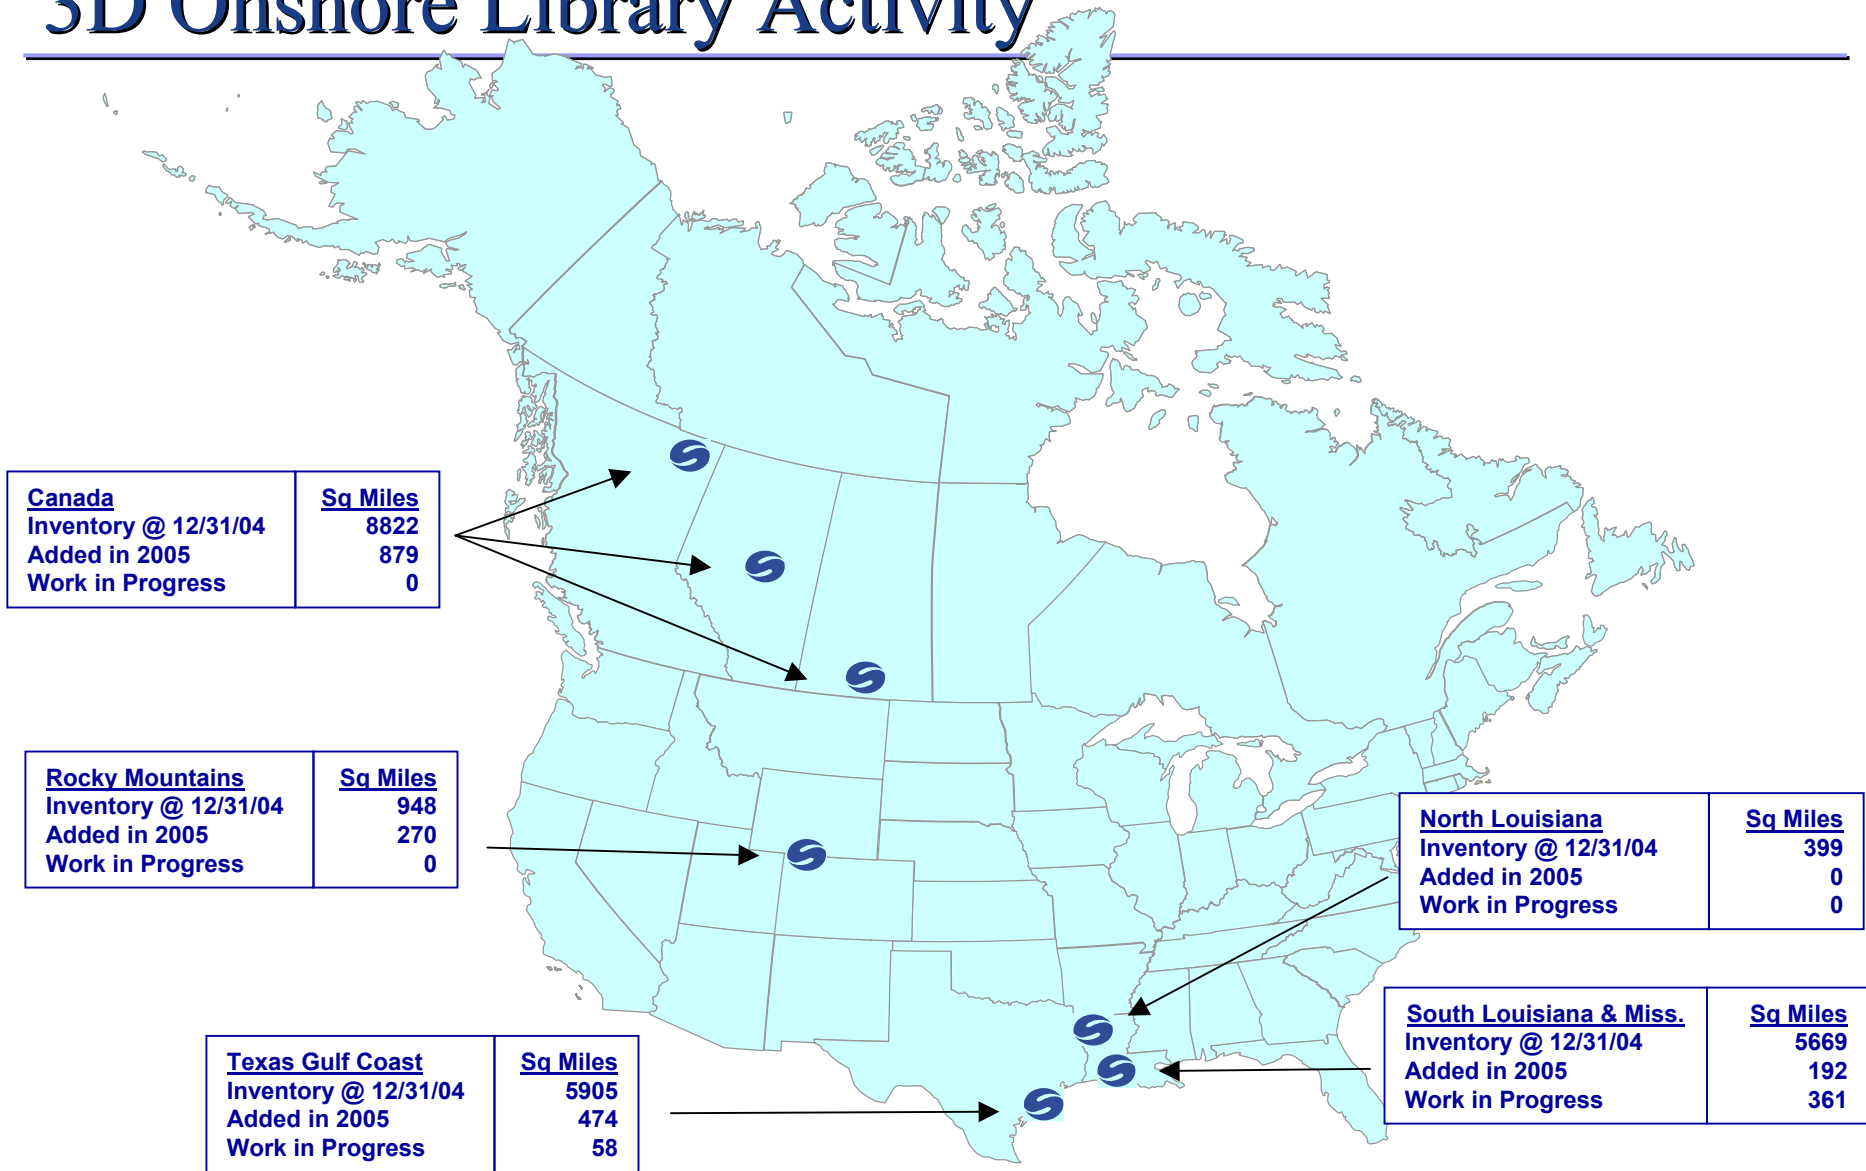 3D Onshore Library Activity
Canada Sq Miles
Inventory @ 12/31/04 8822
Added in 2005 879
Work in Progress 0
Rocky Mountains Sq Miles
Inventory @ 12/31/04 948
Added in 2005 270
Work in Progress 0
North Louisiana Sq Miles
Inventory @ 12/31/04 399
Added in 2005 0
Work in Progress 0
South Louisiana & Miss. Sq Miles
Inventory @ 12/31/04 5669
Added in 2005 192
Work in Progress 361
Texas Gulf Coast Sq Miles
Inventory @ 12/31/04 5905
Added in 2005 474
Work in Progress 58